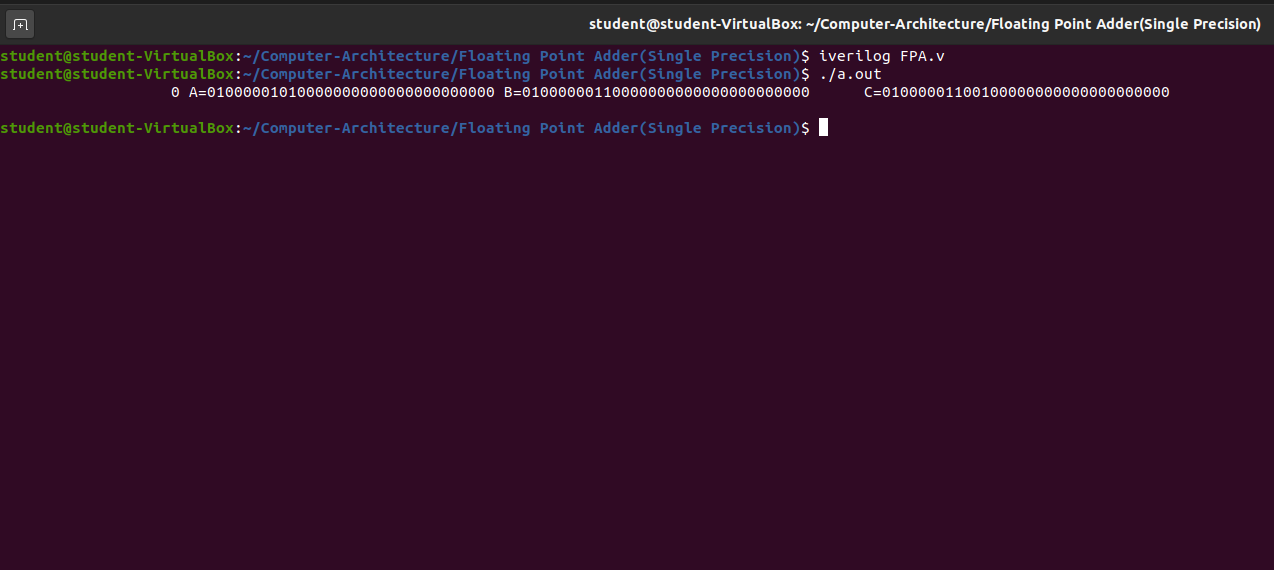 student@student-VirtualBox: ~/Computer-Architecture/Floating Point Adder(Single Precision)
student@student-VirtualBox:~/Computer-Architecture/Floating Point Adder(Single Precision)$ iverilog FPA.v
student@student-VirtualBox:~/Computer-Architecture/Floating Point Adder(Single Precision)$ ./a.out
0 A=01000001010000000000000000000000 B=01000000110000000000000000000000 C=01000001100100000000000000000000
student@student-VirtualBox:~/Computer-Architecture/Floating Point Adder(Single Precision)$